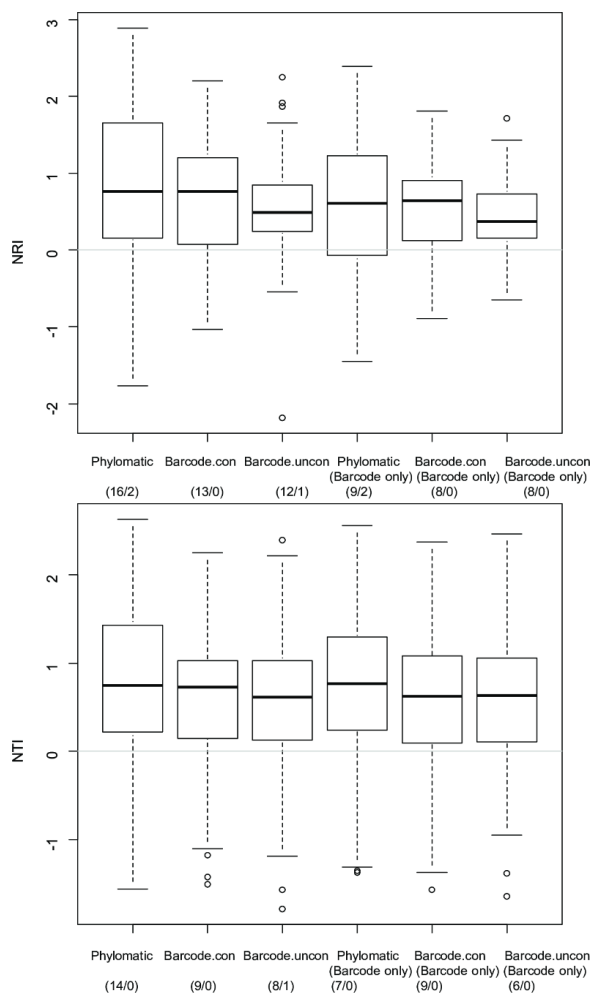 3
2
1
0
-1
-2
NRI
Phylomatic Barcode.con Barcode.uncon Phylomatic Barcode.con Barcode.uncon
(Barcode only) (Barcode only) (Barcode only)
(16/2) (13/0) (12/1) (9/2) (8/0) (8/0)
2
1
0
-1
NTI
Phylomatic Barcode.con Barcode.uncon Phylomatic Barcode.con Barcode.uncon
(Barcode only) (Barcode only) (Barcode only)
(14/0) (9/0) (8/1) (7/0) (9/0) (6/0)